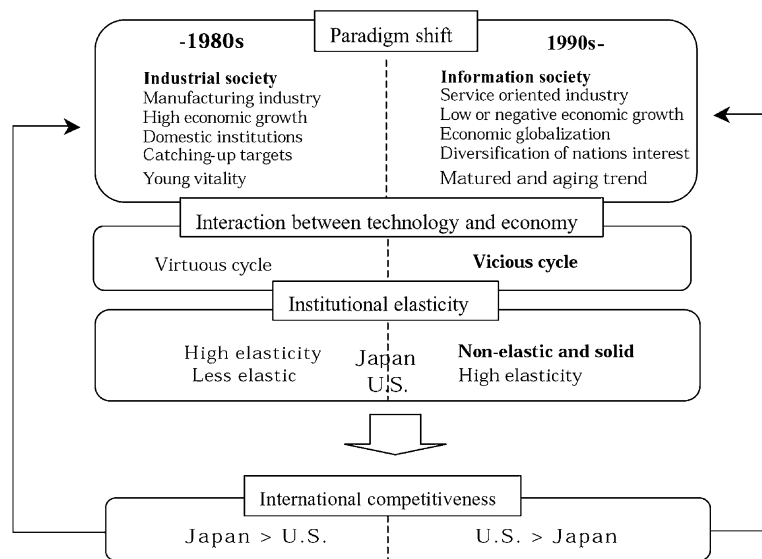 Paradigm shift
-1980s
1990s-
Industrial society
Manufacturing industry
High economic growth
Domestic institutions
Catching-up targets
Young vitality
Information society
Service oriented industry
Low or negative economic growth
Economic globalization
Diversification of nations interest
Matured and aging trend
Interaction between technology and economy
Virtuous cycle
Vicious cycle
Institutional elasticity
High elasticity
Japan
Non-elastic and solid
Less elastic
U.S.
High elasticity
International competitiveness
Japan > U.S.
U.S. > Japan